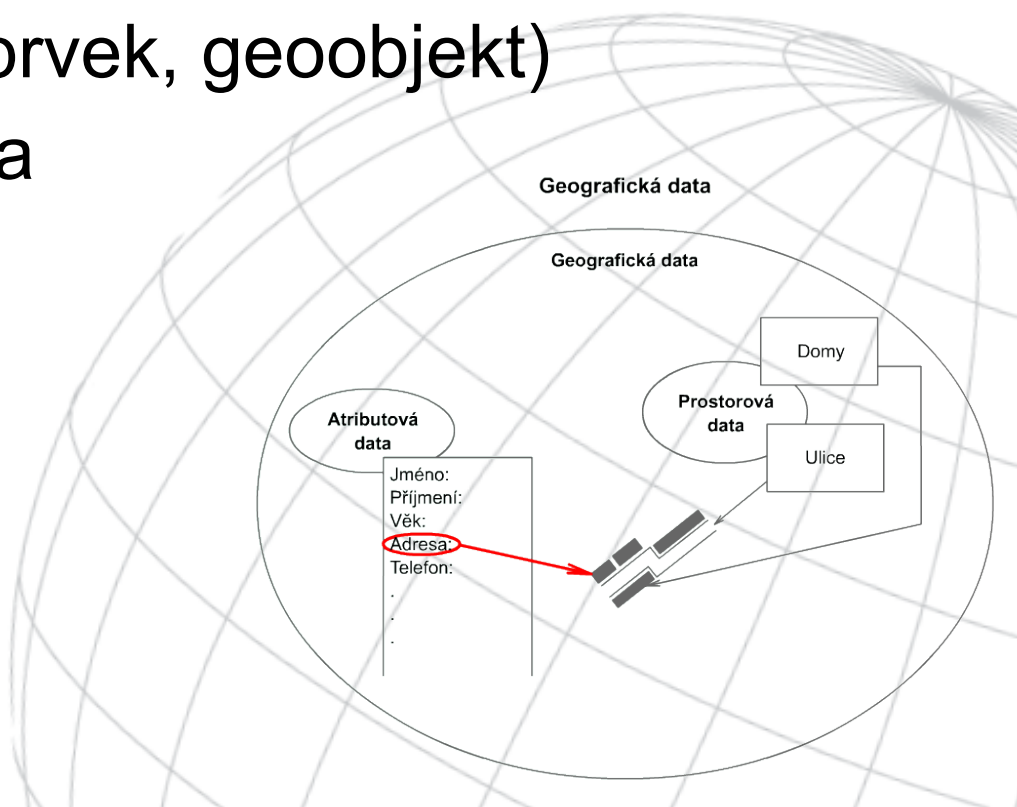 orvek, geoobjekt)
a
Geografická data
Geografická data
Domy
Prostorová
data
Ulice
Atributová
data
Jméno:
Příjmení:
Věk:
Adresa:
Telefon:
.
.
.